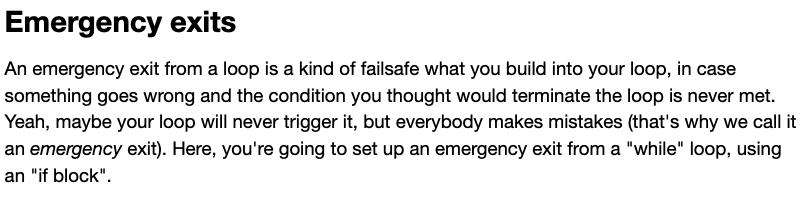 Emergency exits
An emergency exit from a loop is a kind of failsafe what you build into your loop, in case
something goes wrong and the condition you thought would terminate the loop is never met.
Yeah, maybe your loop will never trigger it, but everybody makes mistakes (that's why we call it
an emergency exit). Here, you're going to set up an emergency exit from a "while" loop, using
an "if block".